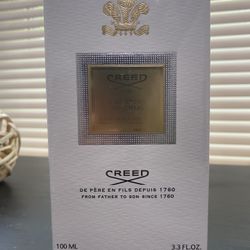 CREED
CREED
DE PÈRE EN FILS DEPUIS 1760
FROM FATHER TO SON SINCE 1760
100 ML 3.3 FL.OZ.